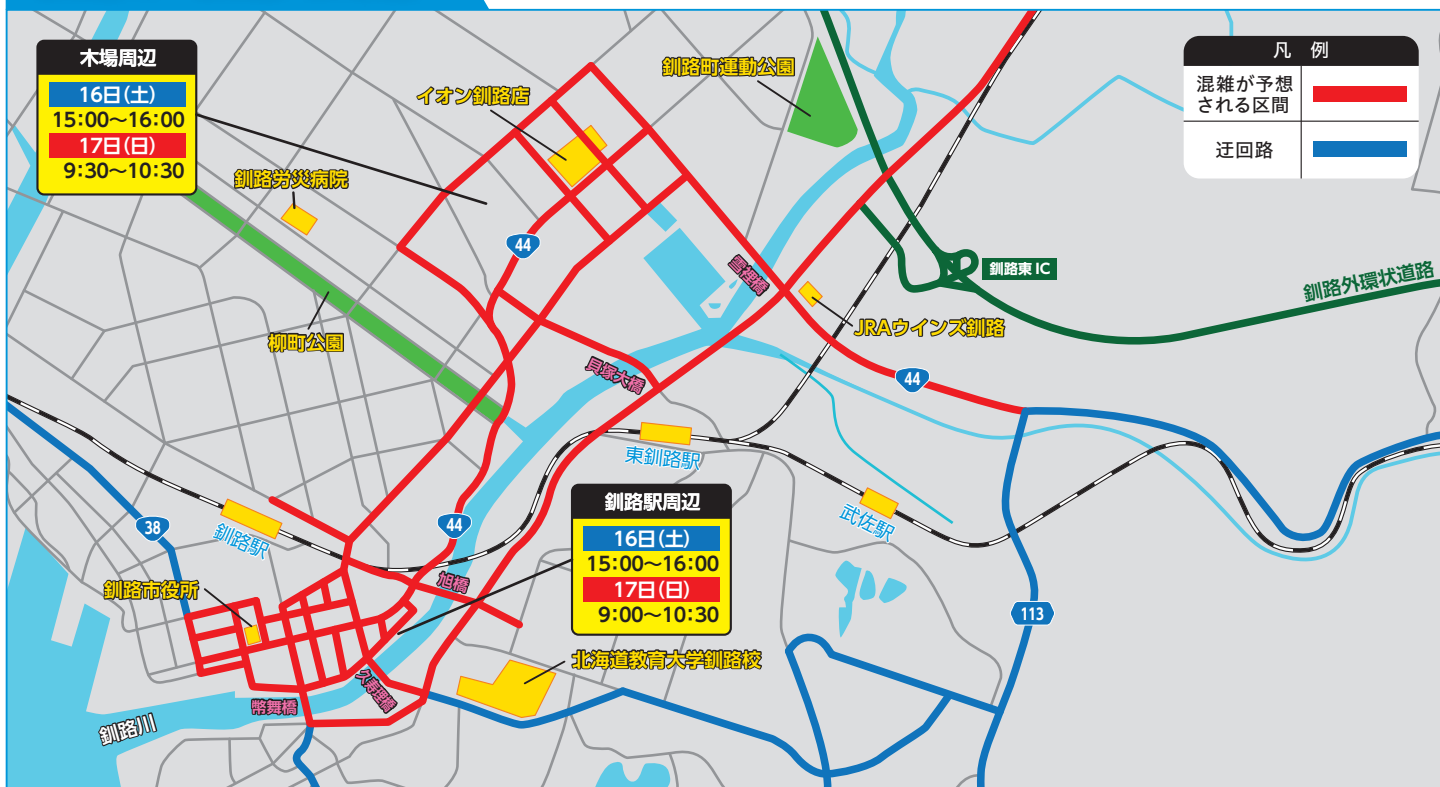 木場周辺
16日(土)
15:00～16:00
17日(日)
9:30～10:30
釧路町運動公園
イオン釧路店
凡 例
混雑が予想
される区間
迂回路
釧路労災病院
44
雪裡橋
釧路東 IC
釧路外環状道路
JRAウインズ釧路
柳町公園
貝塚大橋
44
東釧路駅
釧路駅周辺
16日(土)
15:00～16:00
17日(日)
9:00～10:30
38
釧路駅
44
武佐駅
旭橋
釧路市役所
113
北海道教育大学釧路校
久寿里橋
幣舞橋
釧路川